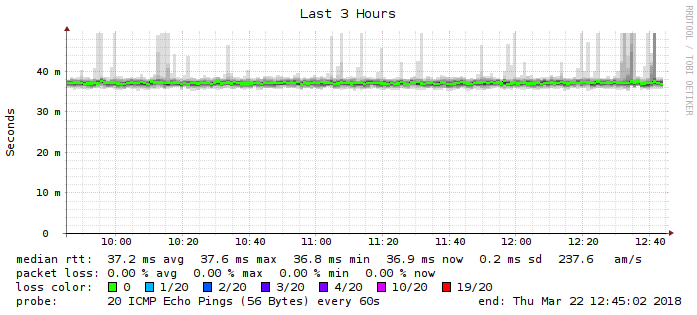 Last 3 Hours
RRDTOOL / TOBI OETIKER
Seconds
40 m
30 m
20 m
10 m
0
10:00 10:20 10:40 11:00 11:20 11:40 12:00 12:20 12:40
median rtt: 37.2 ms avg 37.6 ms max 36.8 ms min 36.9 ms now 0.2 ms sd 237.6 am/s
packet loss: 0.00 % avg 0.00 % max 0.00 % min 0.00 % now
loss color: 0 1/20 2/20 3/20 4/20 10/20 19/20
probe: 20 ICMP Echo Pings (56 Bytes) every 60s end: Thu Mar 22 12:45:02 2018